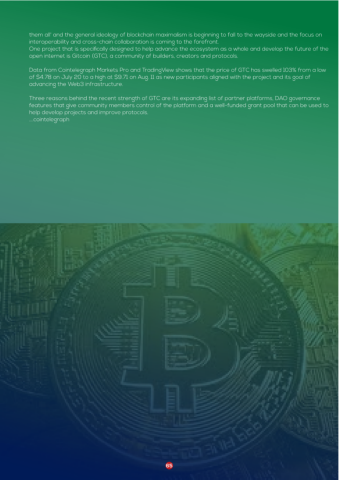 them all' and the general ideology of blockchain maximalism is beginning to fall to the wayside and the focus on
interoperability and cross-chain collaboration is coming to the forefront.
One project that is specifically designed to help advance the ecosystem as a whole and develop the future of the
open internet is Gitcoin (GTC), a community of builders, creators and protocols.
Data from Cointelegraph Markets Pro and TradingView shows that the price of GTC has swelled 103% from a low
of $4.78 on July 20 to a high at $9.71 on Aug. 11 as new participants aligned with the project and its goal of
advancing the Web3 infrastructure.
Three reasons behind the recent strength of GTC are its expanding list of partner platforms, DAO governance
features that give community members control of the platform and a well-funded grant pool that can be used to
help develop projects and improve protocols.
..cointelegraph